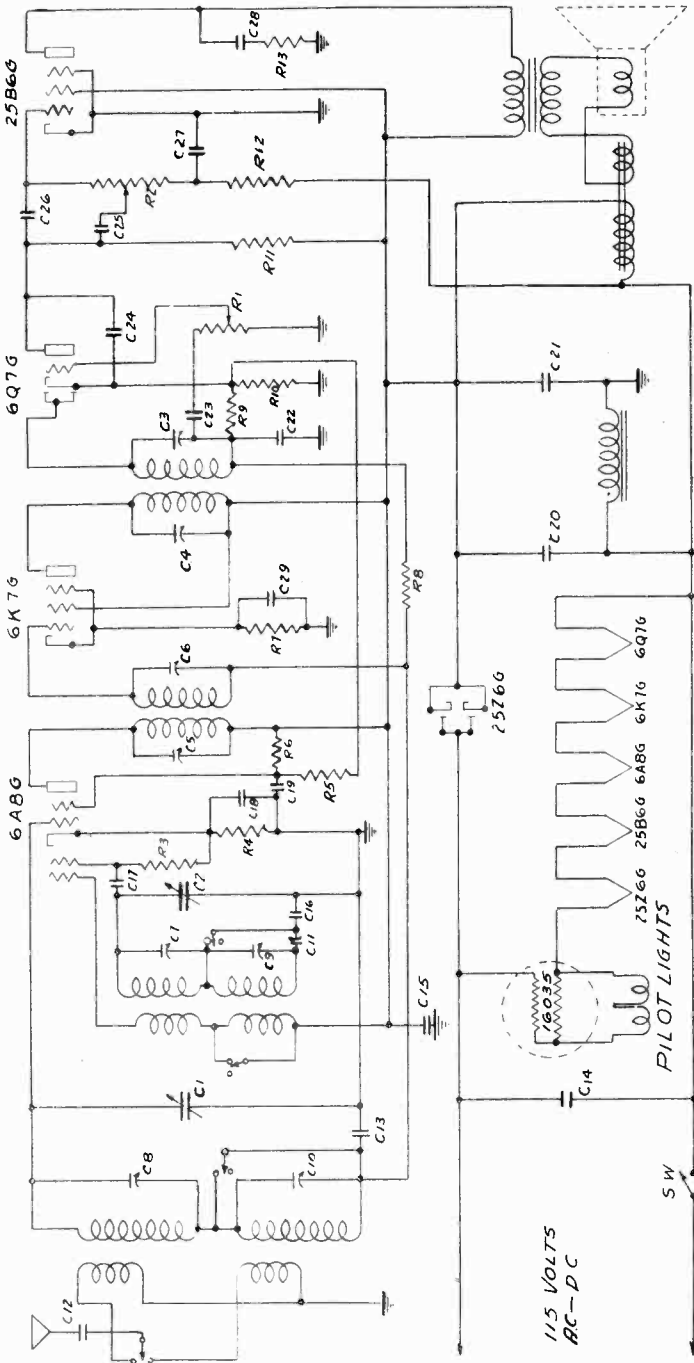 6A8G
6K7G
6Q7G
25B6G
C12
C8
C10
C13
C1
C15
C17
C7
C9
C11
C16
C2
R3
R4
C18
C19
R5
R6
C5
C6
R7
C29
C4
R8
C3
C23
R9
R10
C22
R1
C24
C25
C26
R2
R11
C27
R12
C28
R13
115 VOLTS
AC-DC
SW
C14
PILOT LIGHTS
16035
25Z6G
25B6G
6A8G
6K7G
6Q7G
25Z6G
C20
C21